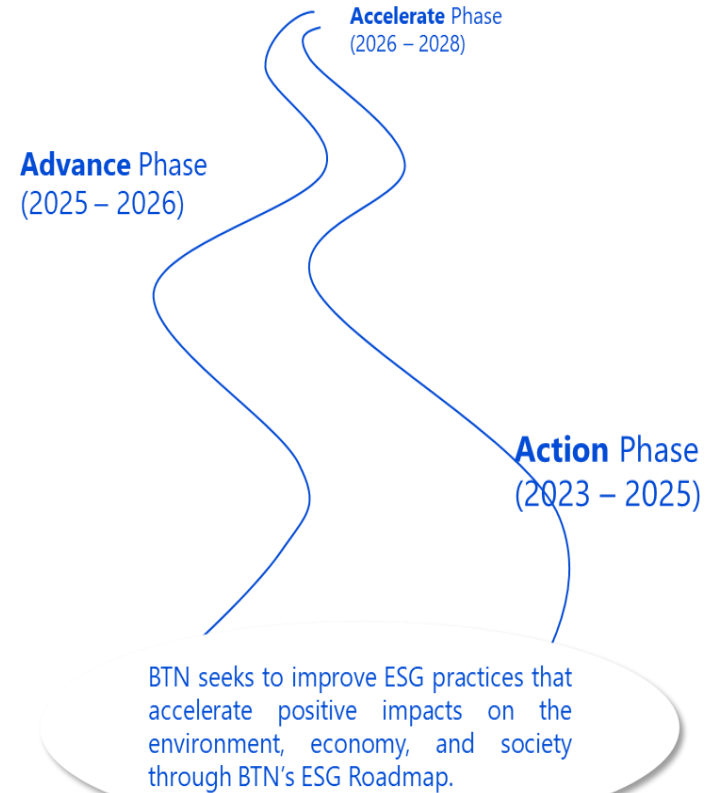 Accelerate Phase
(2026 – 2028)
Advance Phase
(2025 – 2026)
Action Phase
(2023 – 2025)
BTN seeks to improve ESG practices that
accelerate positive impacts on the
environment, economy, and society
through BTN’s ESG Roadmap.